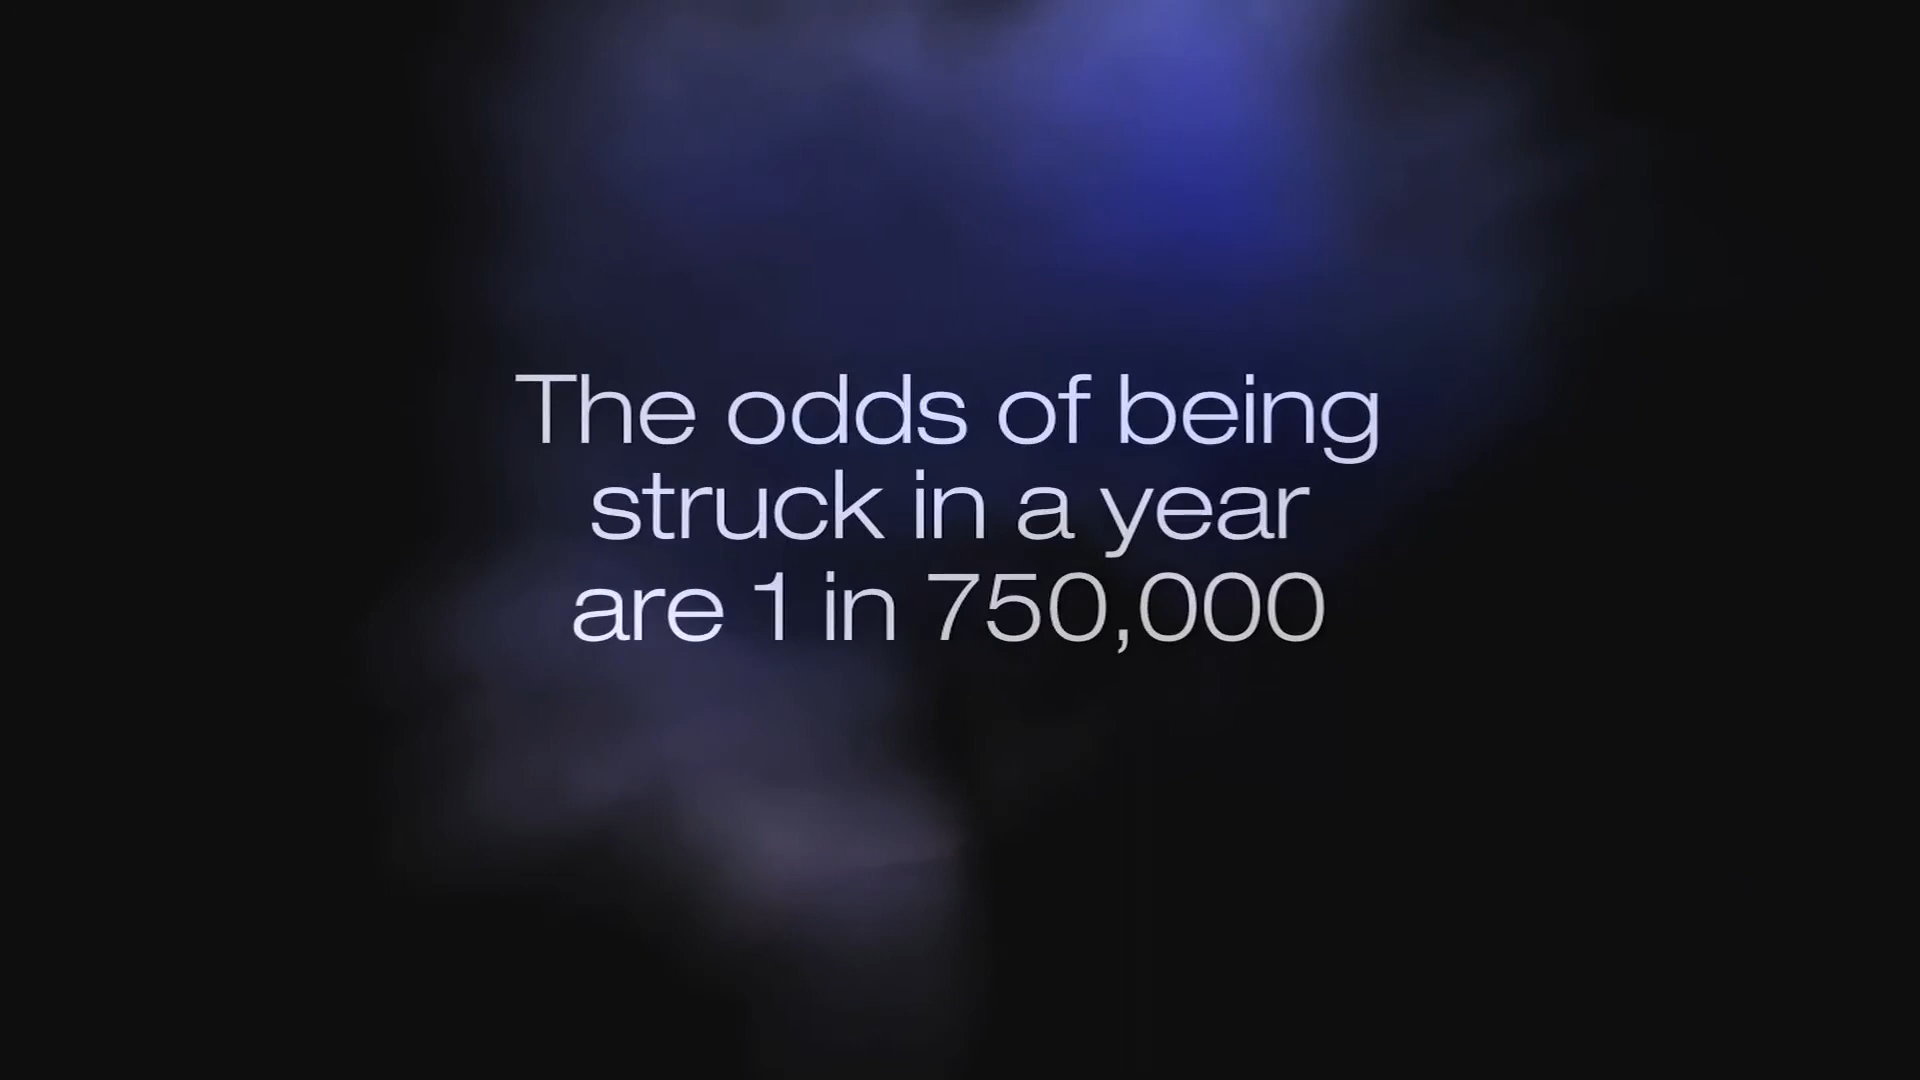 The odds of being
struck in a year
are 1 in 750,000